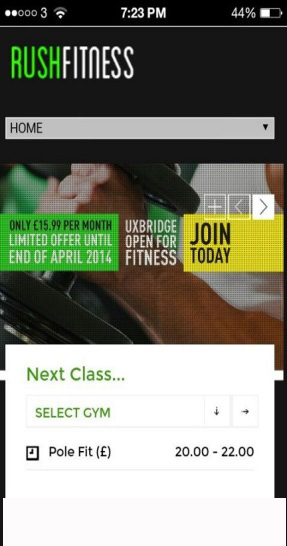 3 7:23 PM 44%
RUSHFITNESS
HOME
ONLY £15.99 PER MONTH
LIMITED OFFER UNTIL
END OF APRIL 2014
UXBRIDGE
OPEN FOR
FITNESS
JOIN
TODAY
Next Class...
SELECT GYM
Pole Fit (£) 20.00 - 22.00